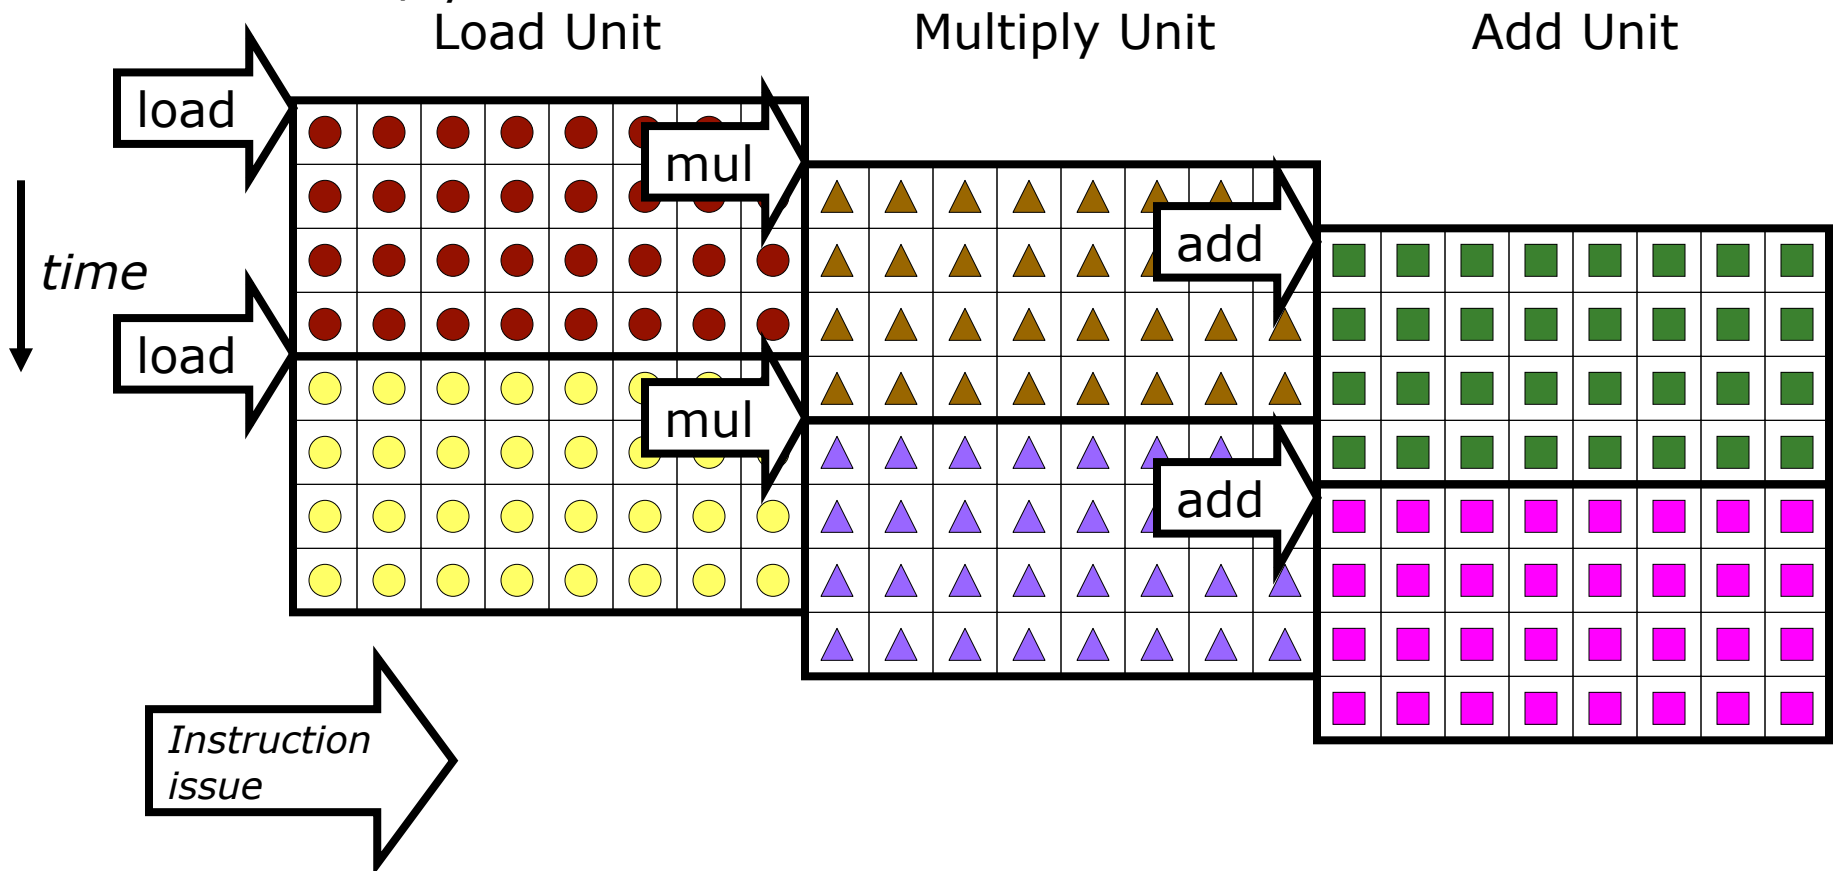 Load Unit
Multiply Unit
Add Unit
load
mul
add
time
load
mul
add
Instruction
issue